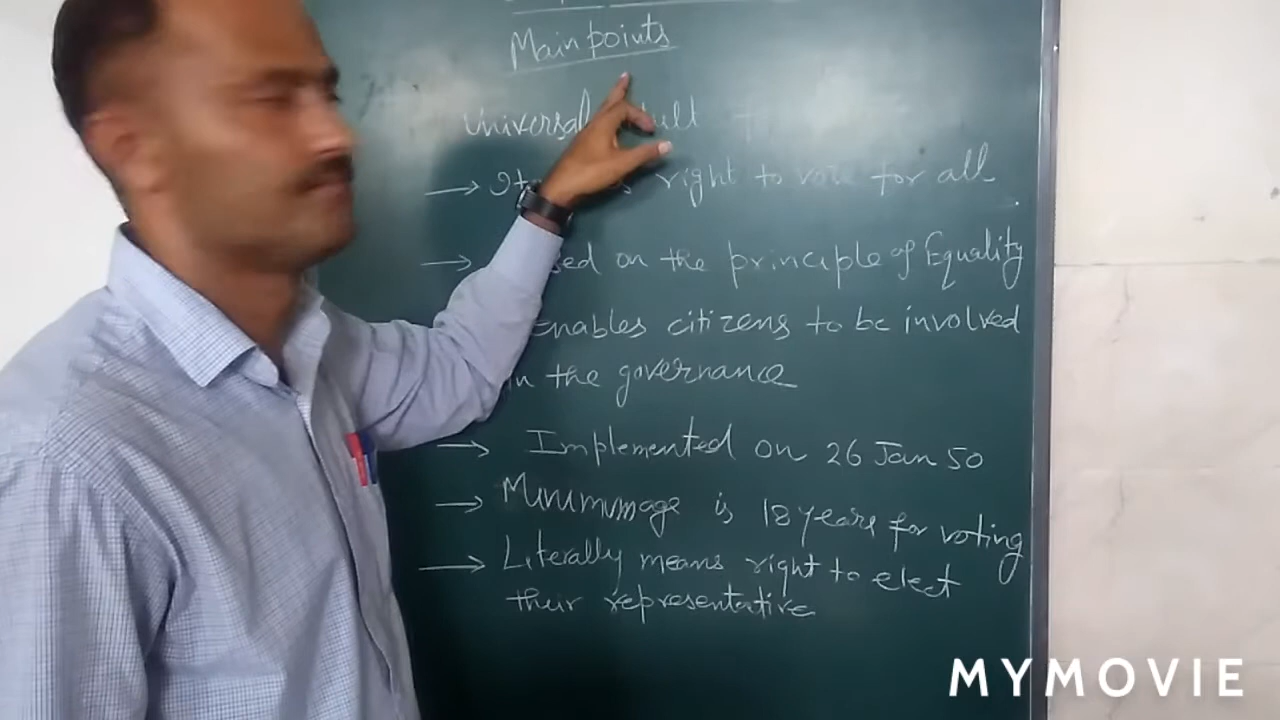 Main points
Universal
→ right to vote for all
→ on the principle of Equality
Enables citizens to be involved
in the governance
→ Implemented on 26 Jan 50
→ Minimum age is 18 years for voting
→ Literally means right to elect
their representative
MYMOVIE